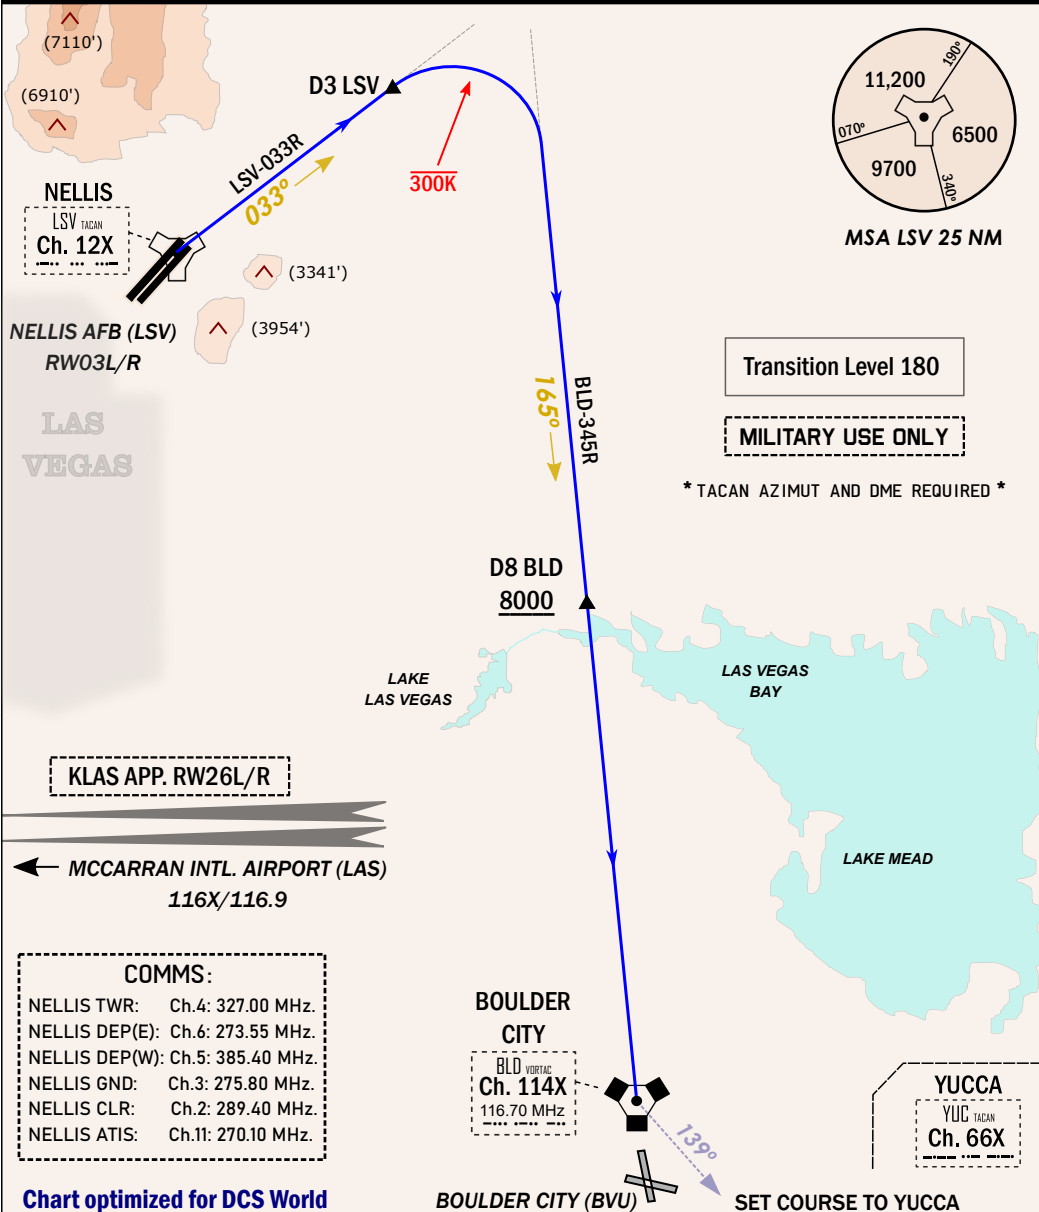 (7110')
(6910')
D3 LSV
LSV-033R
033º
300K
190º
11,200
070º
6500
9700
340º
MSA LSV 25 NM
NELLIS
LSV TACAN
Ch. 12X
(3341')
(3954')
NELLIS AFB (LSV)
RW03L/R
LAS
VEGAS
Transition Level 180
MILITARY USE ONLY
* TACAN AZIMUT AND DME REQUIRED *
165º
BLD-345R
D8 BLD
8000
LAKE
LAS VEGAS
LAS VEGAS
BAY
LAKE MEAD
KLAS APP. RW26L/R
MCCARRAN INTL. AIRPORT (LAS)
116X/116.9
COMMS:
NELLIS TWR: Ch.4: 327.00 MHz.
NELLIS DEP(E): Ch.6: 273.55 MHz.
NELLIS DEP(W): Ch.5: 385.40 MHz.
NELLIS GND: Ch.3: 275.80 MHz.
NELLIS CLR: Ch.2: 289.40 MHz.
NELLIS ATIS: Ch.11: 270.10 MHz.
BOULDER
CITY
BLD VORTAC
Ch. 114X
116.70 MHz
139º
YUCCA
YUC TACAN
Ch. 66X
Chart optimized for DCS World
BOULDER CITY (BVU)
SET COURSE TO YUCCA